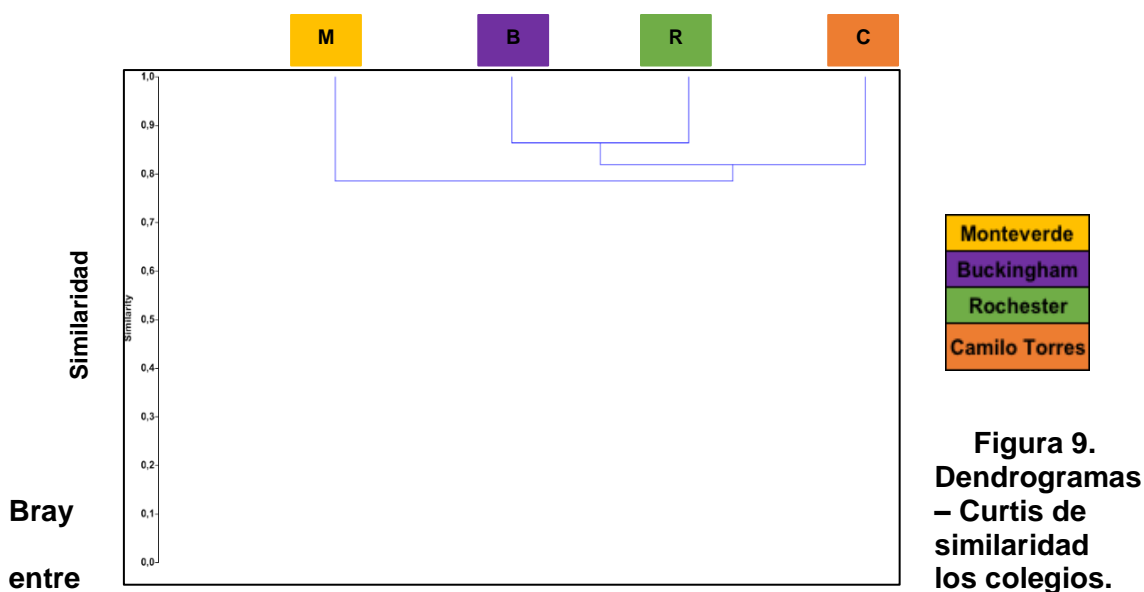 M B R C
1,0
0,9
0,8
0,7
0,6
0,5
0,4
0,3
0,2
0,1
0,0
Similaridad
Similarity
Monteverde
Buckingham
Rochester
Camilo Torres
Figura 9.
Dendrogramas
Bray – Curtis de
similaridad
entre los colegios.